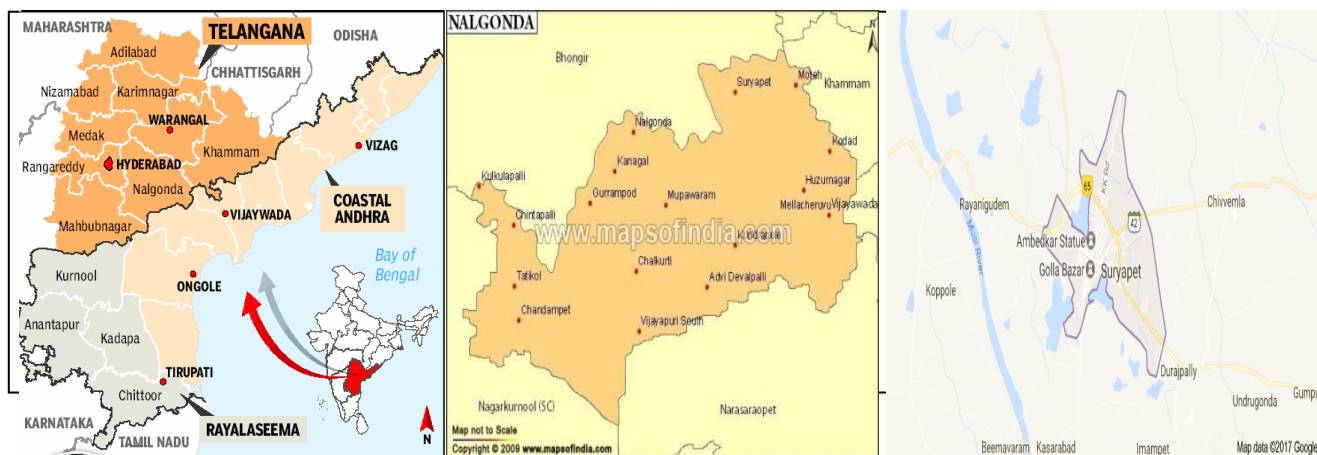 MAHARASHTRA
TELANGANA
ODISHA
Adilabad
CHHATTISGARH
Nizamabad
Karimnagar
WARANGAL
Medak
VIZAG
Khammam
Rangareddy
HYDERABAD
Nalgonda
COASTAL
ANDHRA
VIJAYWADA
Mahbubnagar
Bay of
Bengal
Kurnool
ONGOLE
Anantapur
Kadapa
TIRUPATI
Chittoor
KARNATAKA
RAYALASEEMA
TAMIL NADU
N
NALGONDA
Bhongir
Moteh
Suryapet
Khammam
Nalgonda
Kodad
Kanagal
Kulkulapalli
Huzurnagar
Gurrampod
Mupawaram
Mellacheruvu
Vijayawada
Chintapalli
www.mapsofindia.com
Chalkurti
Tatikol
Advi Devalpalli
Chandampet
Vijayapuri South
Nagarkurnool (SC)
Narasaraopet
Map not to Scale
Copyright © 2009 www.mapsofindia.com
65
KK Rd
Rayanigudem
Chivvemla
42
Musi River
Ambedkar Statue
Golla Bazar
Suryapet
Koppole
Durajpally
Gumpu
Undrugonda
Beemavaram
Kasarabad
Imampet
Map data ©2017 Google